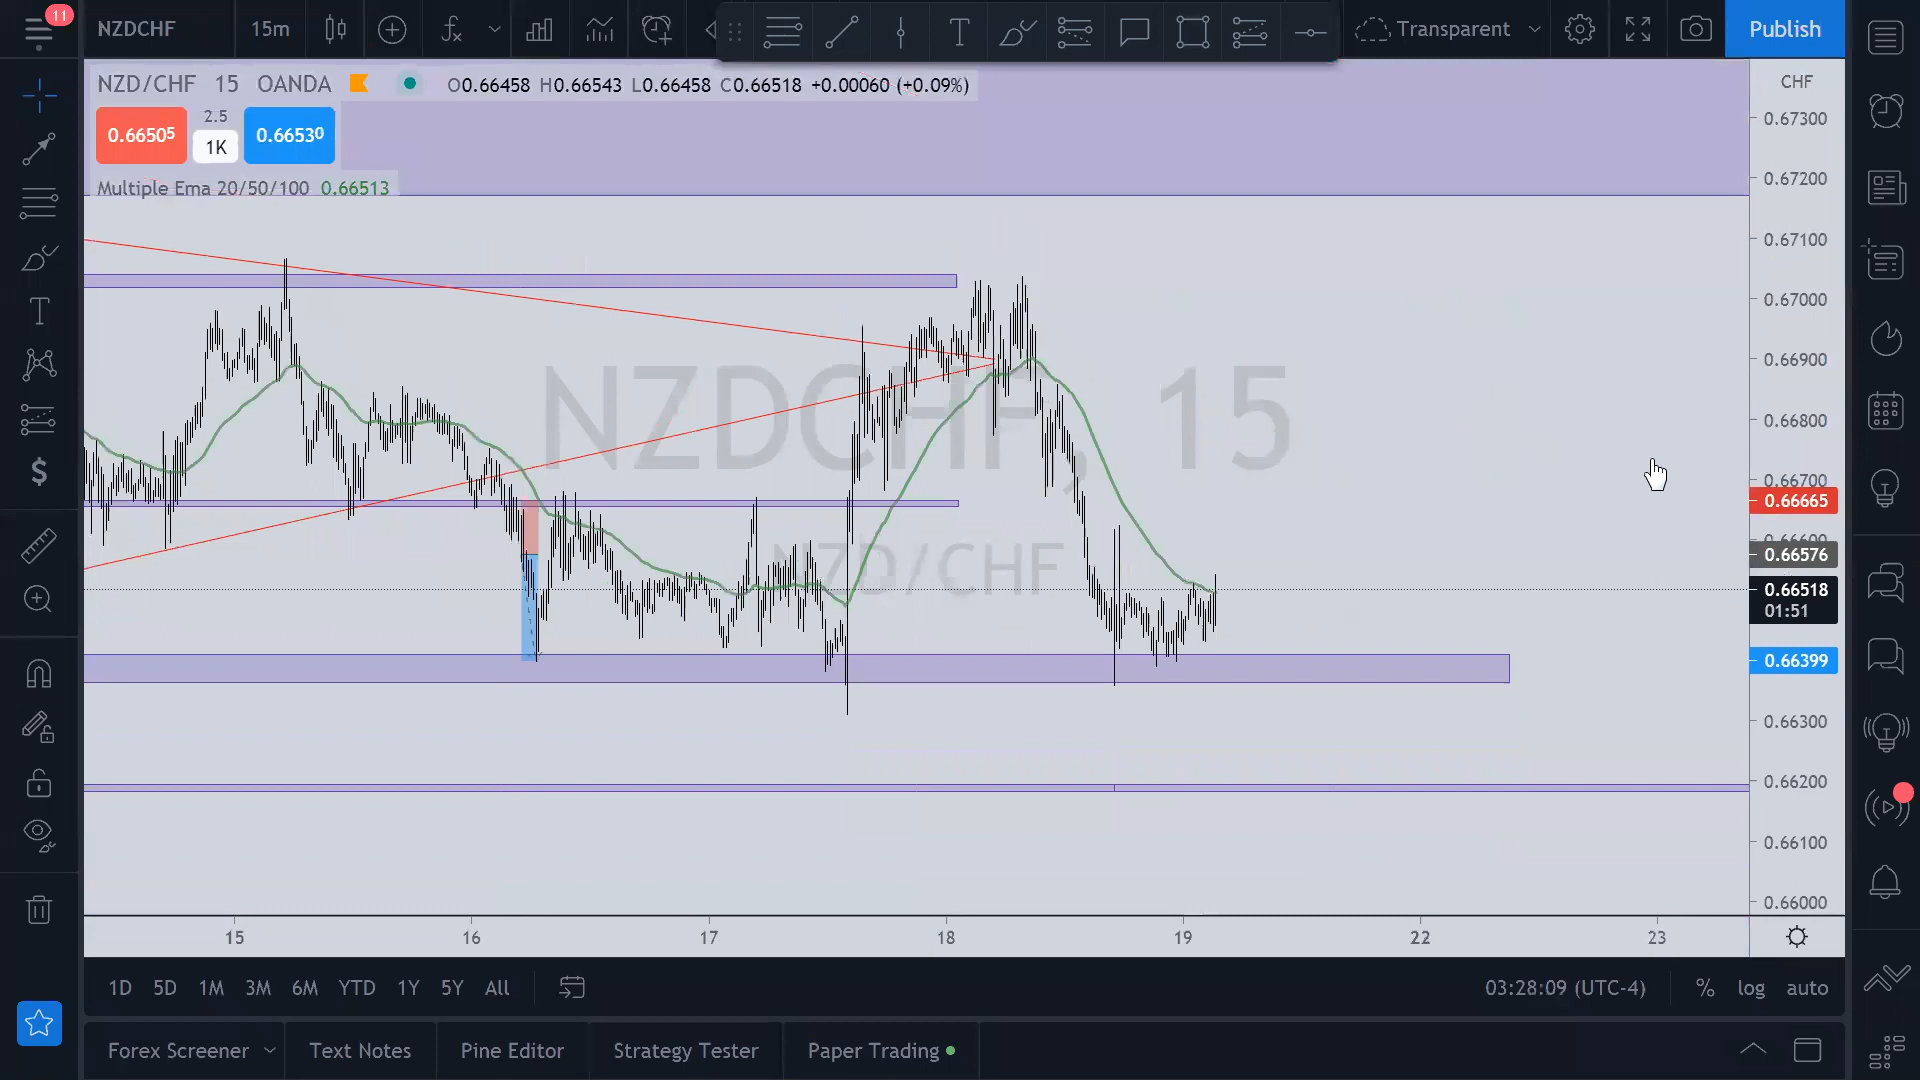 11
NZDCHF
15m
Transparent
Publish
NZD/CHF 15 OANDA
O0.66458 H0.66543 L0.66458 C0.66518 +0.00060 (+0.09%)
CHF
0.66505
2.5
1K
0.66530
Multiple Ema 20/50/100 0.66513
NZDCHF, 15
NZD/CHF
0.67300
0.67200
0.67100
0.67000
0.66900
0.66800
0.66700
0.66665
0.66600
0.66576
0.66518
01:51
0.66399
0.66300
0.66200
0.66100
0.66000
15 16 17 18 19 22 23
1D 5D 1M 3M 6M YTD 1Y 5Y All
03:28:09 (UTC-4)
% log auto
Forex Screener
Text Notes
Pine Editor
Strategy Tester
Paper Trading